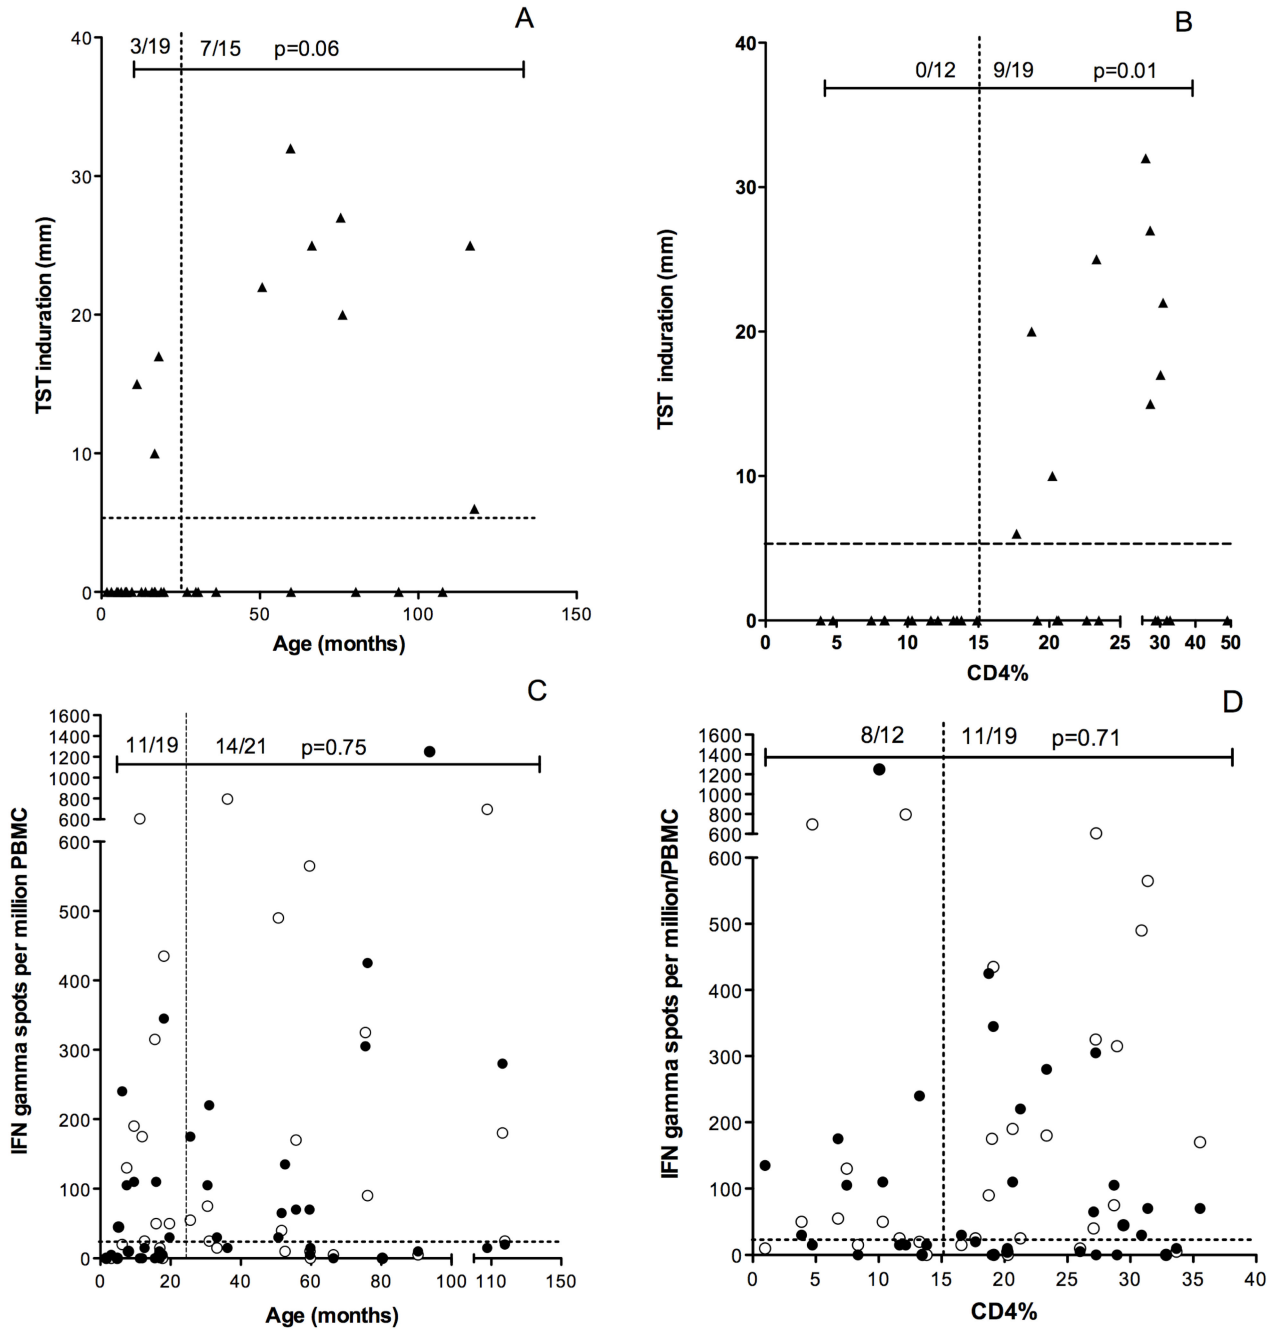 A
3/19 7/15 p=0.06
40
30
20
10
0
TST induration (mm)
0 50 100 150
Age (months)
B
0/12 9/19 p=0.01
40
30
20
10
0
TST induration (mm)
0 5 10 15 20 25 30 40 50
CD4%
C
11/19 14/21 p=0.75
1600
1400
1200
1000
800
600
600
500
400
300
200
100
0
IFN gamma spots per million PBMC
0 20 40 60 80 100 110 150
Age (months)
D
8/12 11/19 p=0.71
1600
1400
1200
1000
800
600
600
500
400
300
200
100
0
IFN gamma spots per million/PBMC
0 5 10 15 20 25 30 35 40
CD4%